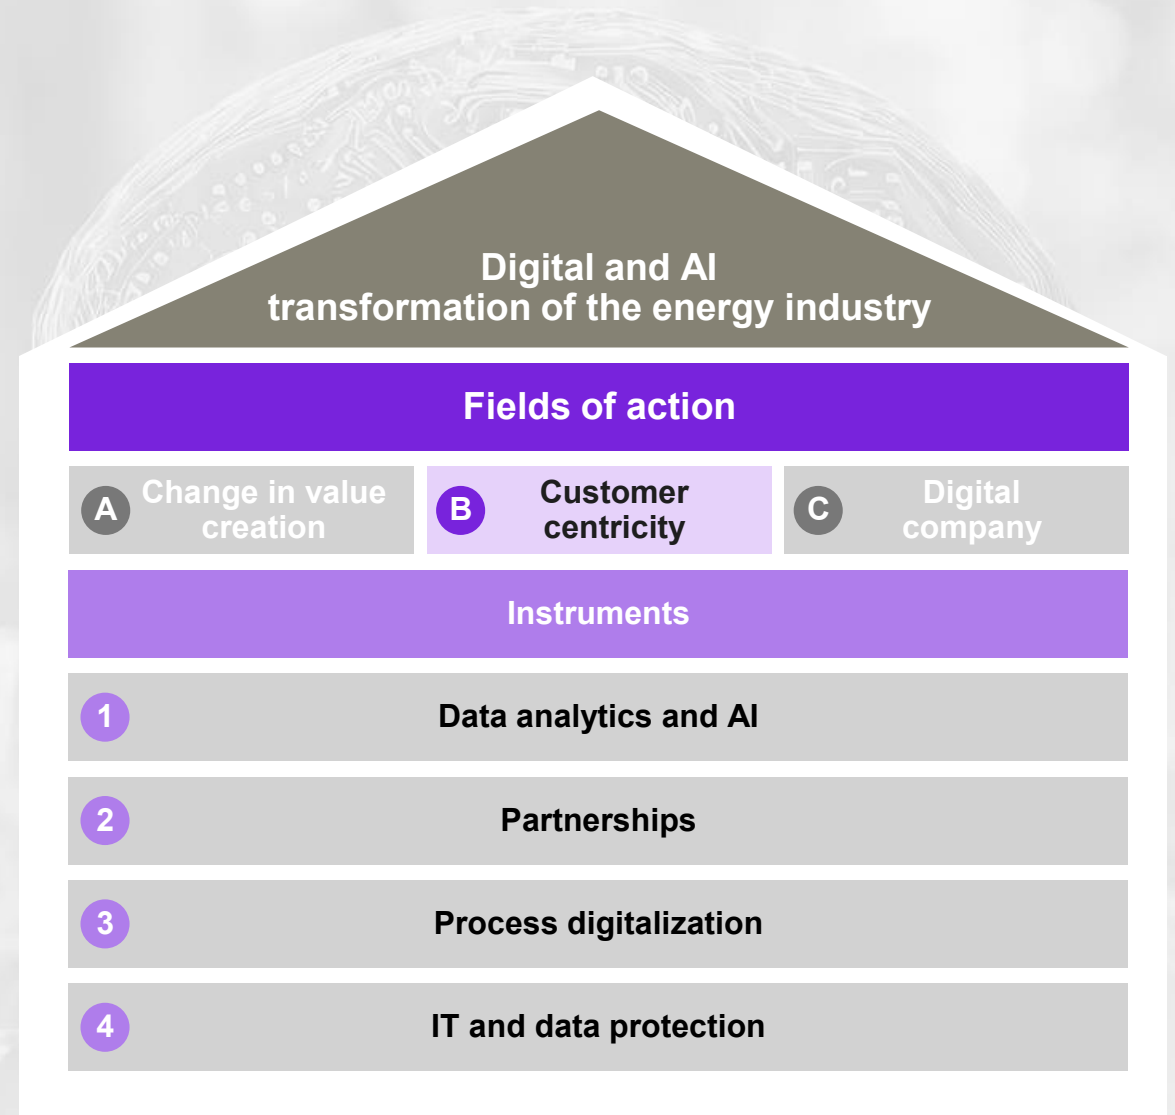 Digital and AI
transformation of the energy industry
Fields of action
A
Change in value
creation
B
Customer
centricity
C
Digital
company
Instruments
1
Data analytics and AI
2
Partnerships
3
Process digitalization
4
IT and data protection